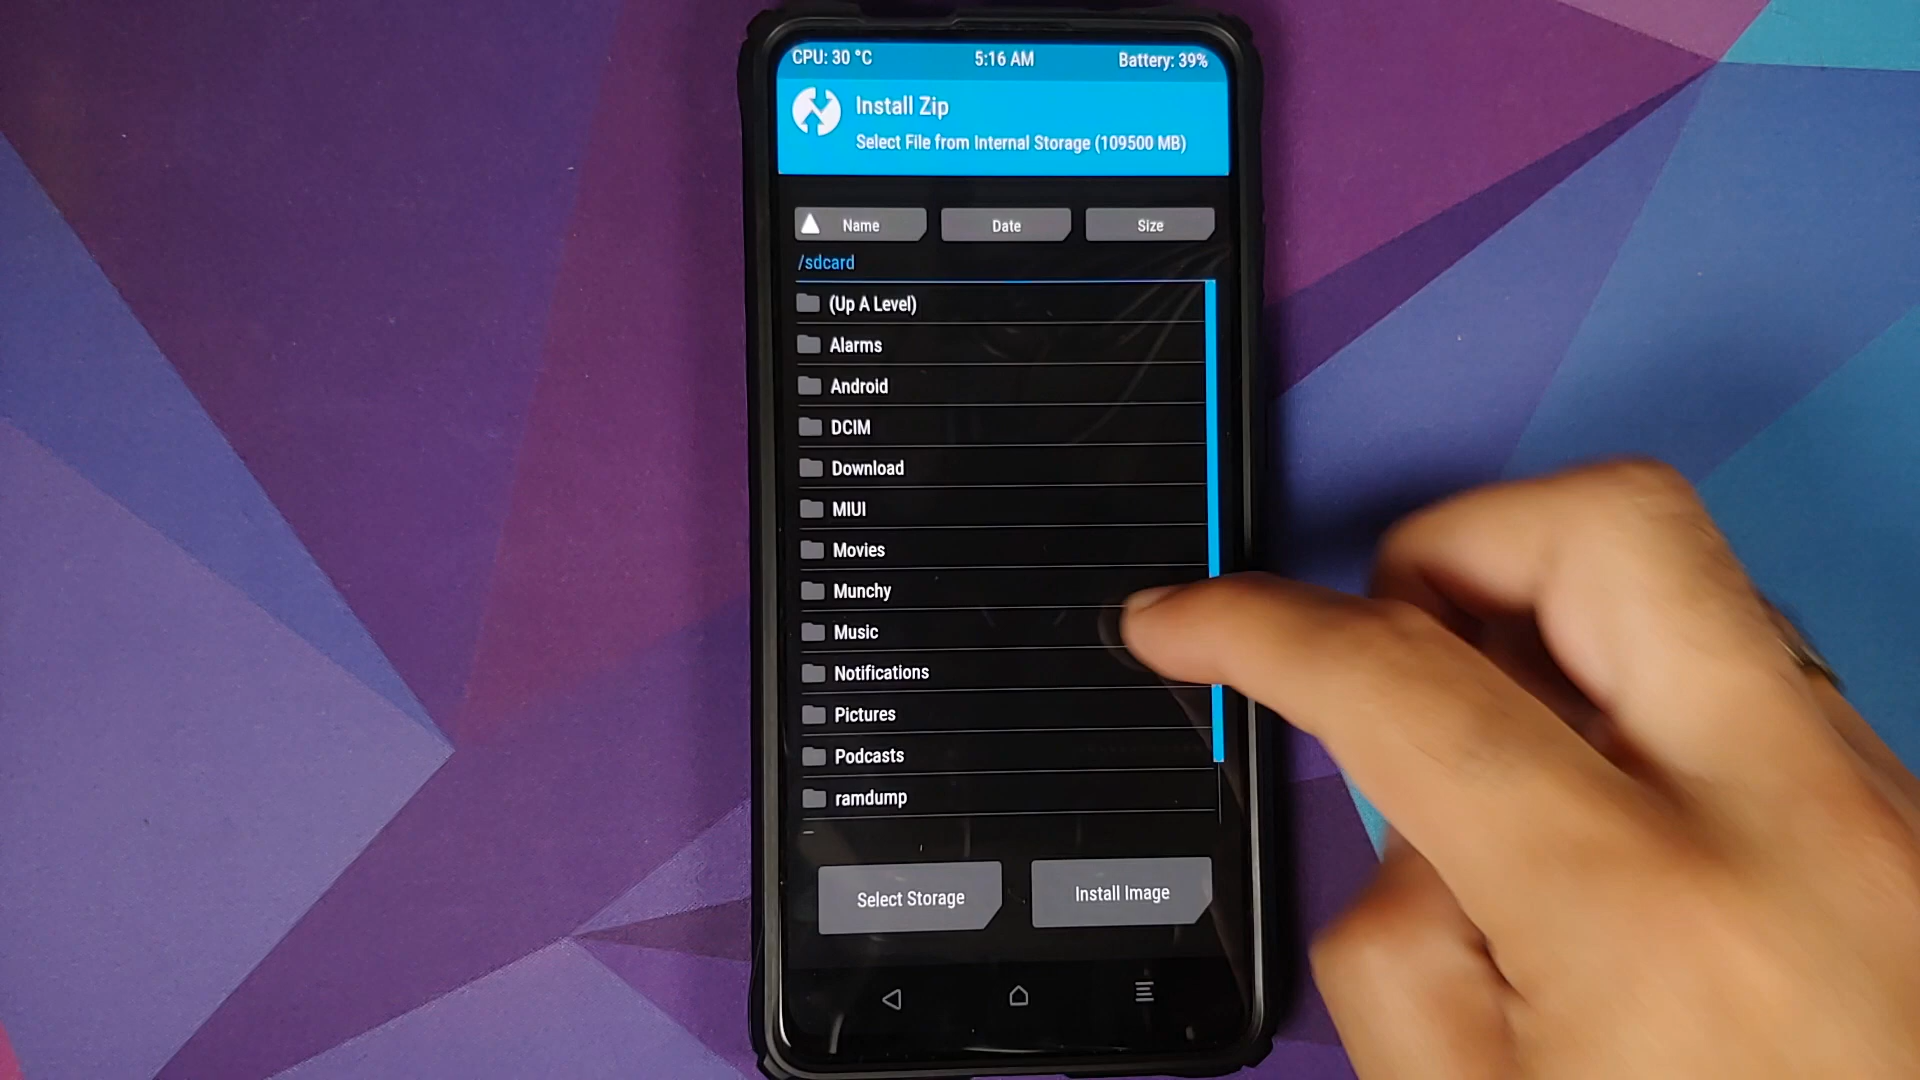 CPU: 30 °C 5:16 AM Battery: 39%
Install Zip
Select File from Internal Storage (109500 MB)
Name Date Size
/sdcard
(Up A Level)
Alarms
Android
DCIM
Download
MIUI
Movies
Munchy
Music
Notifications
Pictures
Podcasts
ramdump
Select Storage Install Image